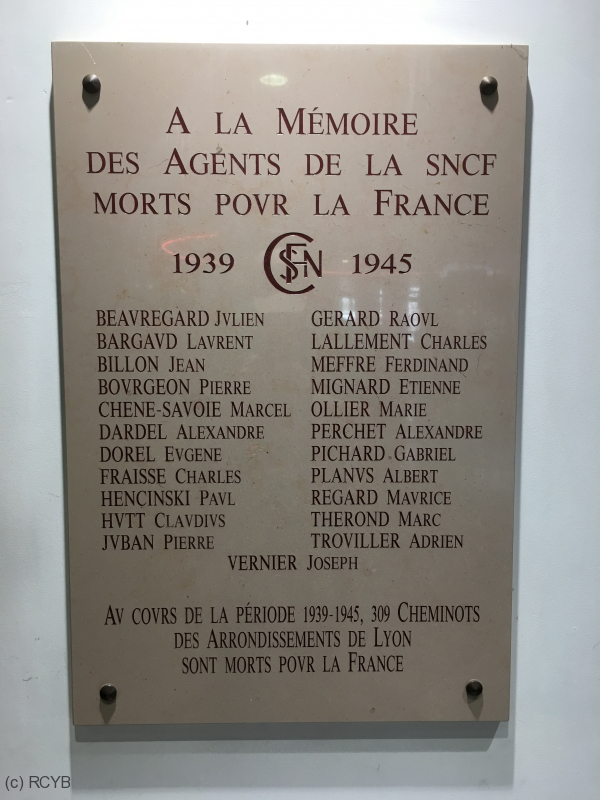 A LA MÉMOIRE
DES AGENTS DE LA SNCF
MORTS POVR LA FRANCE
1939 SNCF 1945
BEAVREGARD JVLIEN
BARGAVD LAVRENT
BILLON JEAN
BOVRGEON PIERRE
CHENE-SAVOIE MARCEL
DARDEL ALEXANDRE
DOREL EVGENE
FRAISSE CHARLES
HENCINSKI PAVL
HVTT CLAVDIVS
JVBAN PIERRE
GERARD RAOVL
LALLEMENT CHARLES
MEFFRE FERDINAND
MIGNARD ETIENNE
OLLIER MARIE
PERCHET ALEXANDRE
PICHARD GABRIEL
PLANVS ALBERT
REGARD MAVRICE
THEROND MARC
TROVILLER ADRIEN
VERNIER JOSEPH
AV COVRS DE LA PÉRIODE 1939-1945, 309 CHEMINOTS
DES ARRONDISSEMENTS DE LYON
SONT MORTS POVR LA FRANCE
(c) RCYB